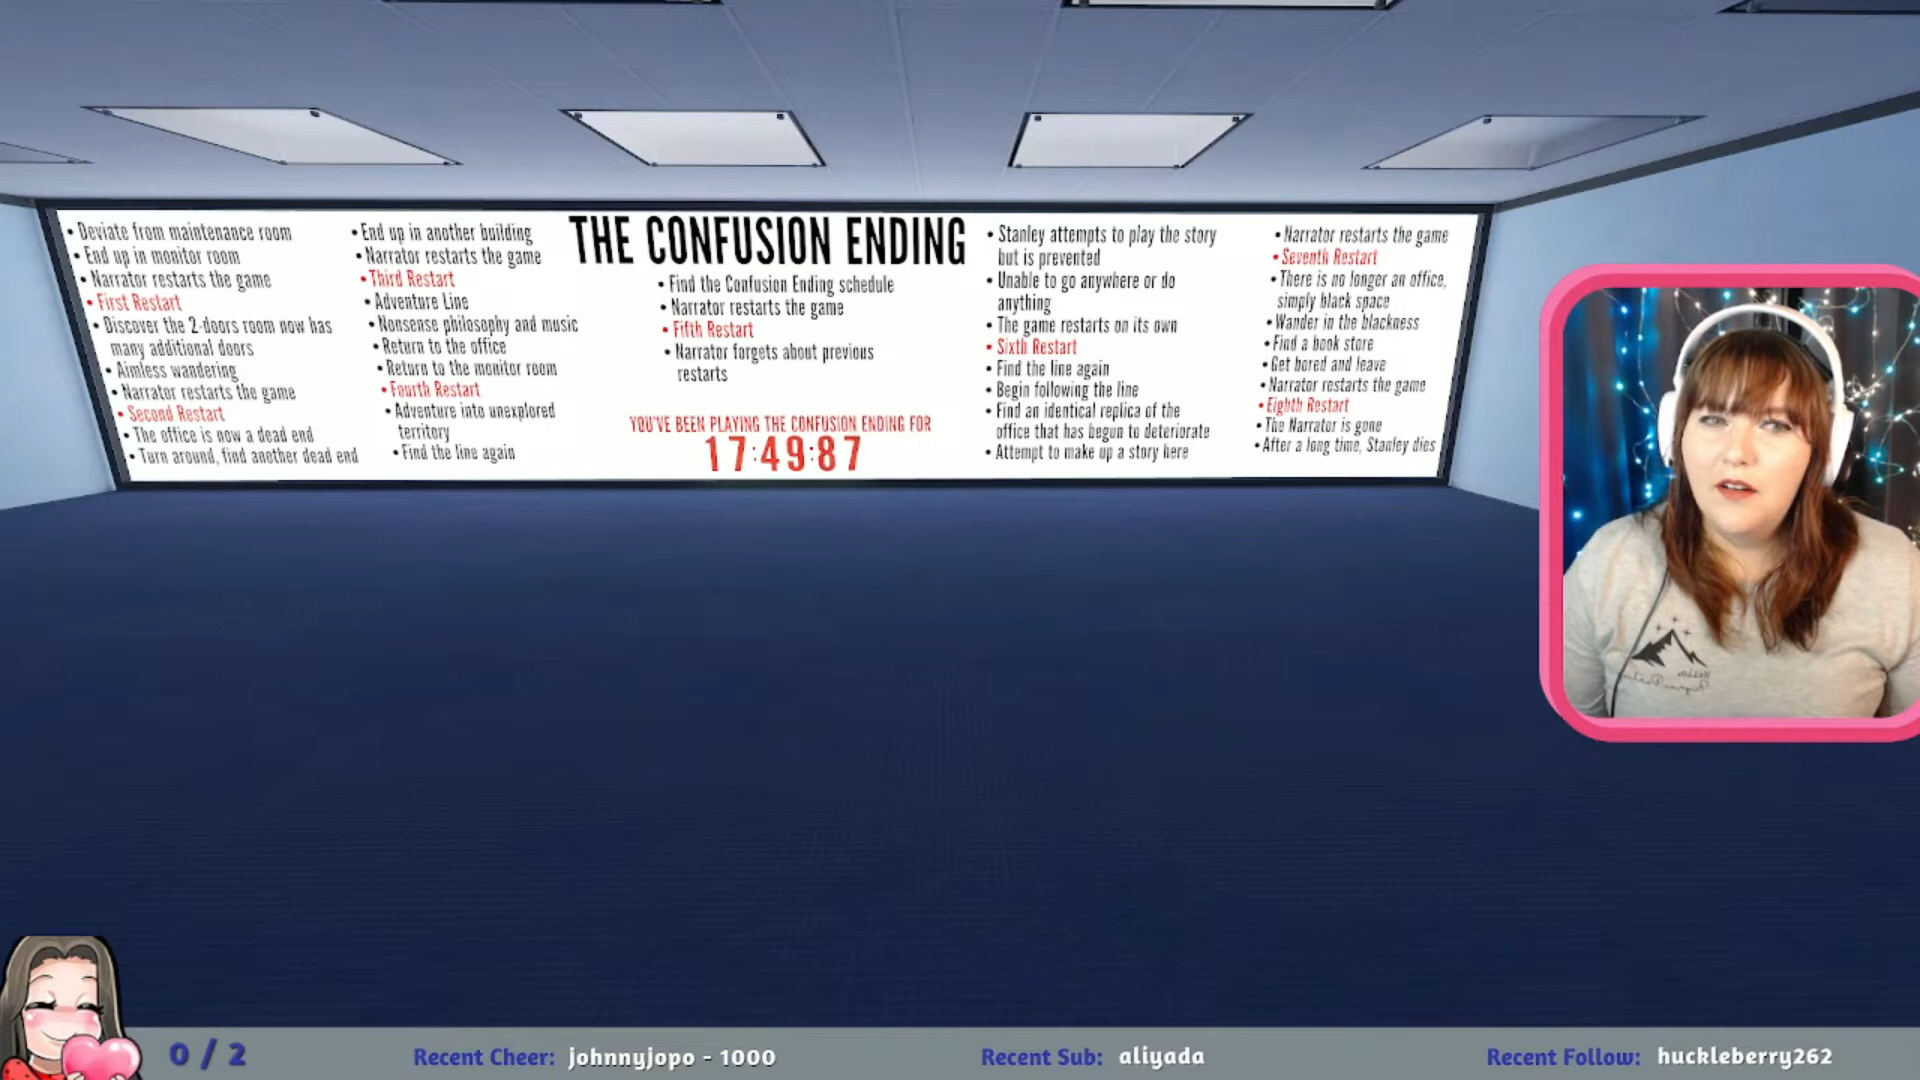 • Deviate from maintenance room
• End up in monitor room
• Narrator restarts the game
• First Restart
• Discover the 2-doors room now has
many additional doors
• Aimless wandering
• Narrator restarts the game
• Second Restart
• The office is now a dead end
• Turn around, find another dead end
• End up in another building
• Narrator restarts the game
• Third Restart
• Adventure Line
• Nonsense philosophy and music
• Return to the office
• Return to the monitor room
• Fourth Restart
• Adventure into unexplored
territory
• Find the line again
THE CONFUSION ENDING
• Find the Confusion Ending schedule
• Narrator restarts the game
• Fifth Restart
• Narrator forgets about previous
restarts
YOU'VE BEEN PLAYING THE CONFUSION ENDING FOR
17:49:87
• Stanley attempts to play the story
but is prevented
• Unable to go anywhere or do
anything
• The game restarts on its own
• Sixth Restart
• Find the line again
• Begin following the line
• Find an identical replica of the
office that has begun to deteriorate
• Attempt to make up a story here
• Narrator restarts the game
• Seventh Restart
• There is no longer an office,
simply black space
• Wander in the blackness
• Find a book store
• Get bored and leave
• Narrator restarts the game
• Eighth Restart
• The Narrator is gone
• After a long time, Stanley dies
0 / 2
Recent Cheer: johnnyjopo - 1000
Recent Sub: aliyada
Recent Follow: huckleberry262